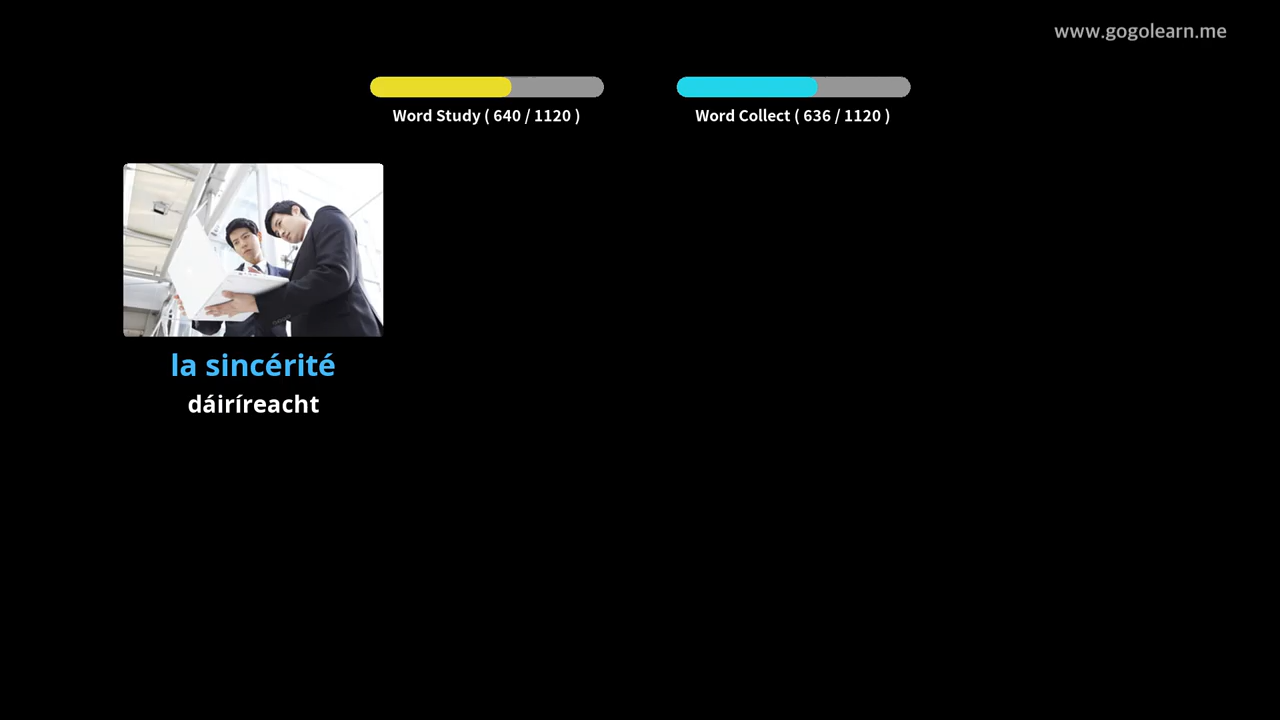 www.gogolearn.me
Word Study ( 640 / 1120 )
Word Collect ( 636 / 1120 )
la sincérité
dáiríreacht